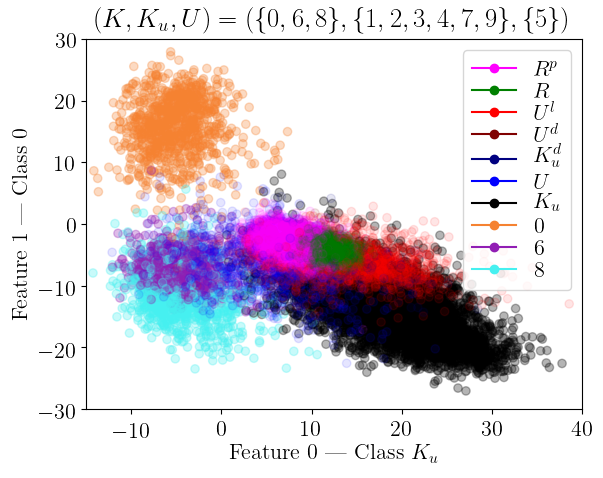 (K, K_u, U) = ({0, 6, 8}, {1, 2, 3, 4, 7, 9}, {5})
30
20
10
0
−10
−20
−30
Feature 1 — Class 0
−10 0 10 20 30 40
Feature 0 — Class K_u
R^p
R
U^l
U^d
K_u^d
U
K_u
0
6
8